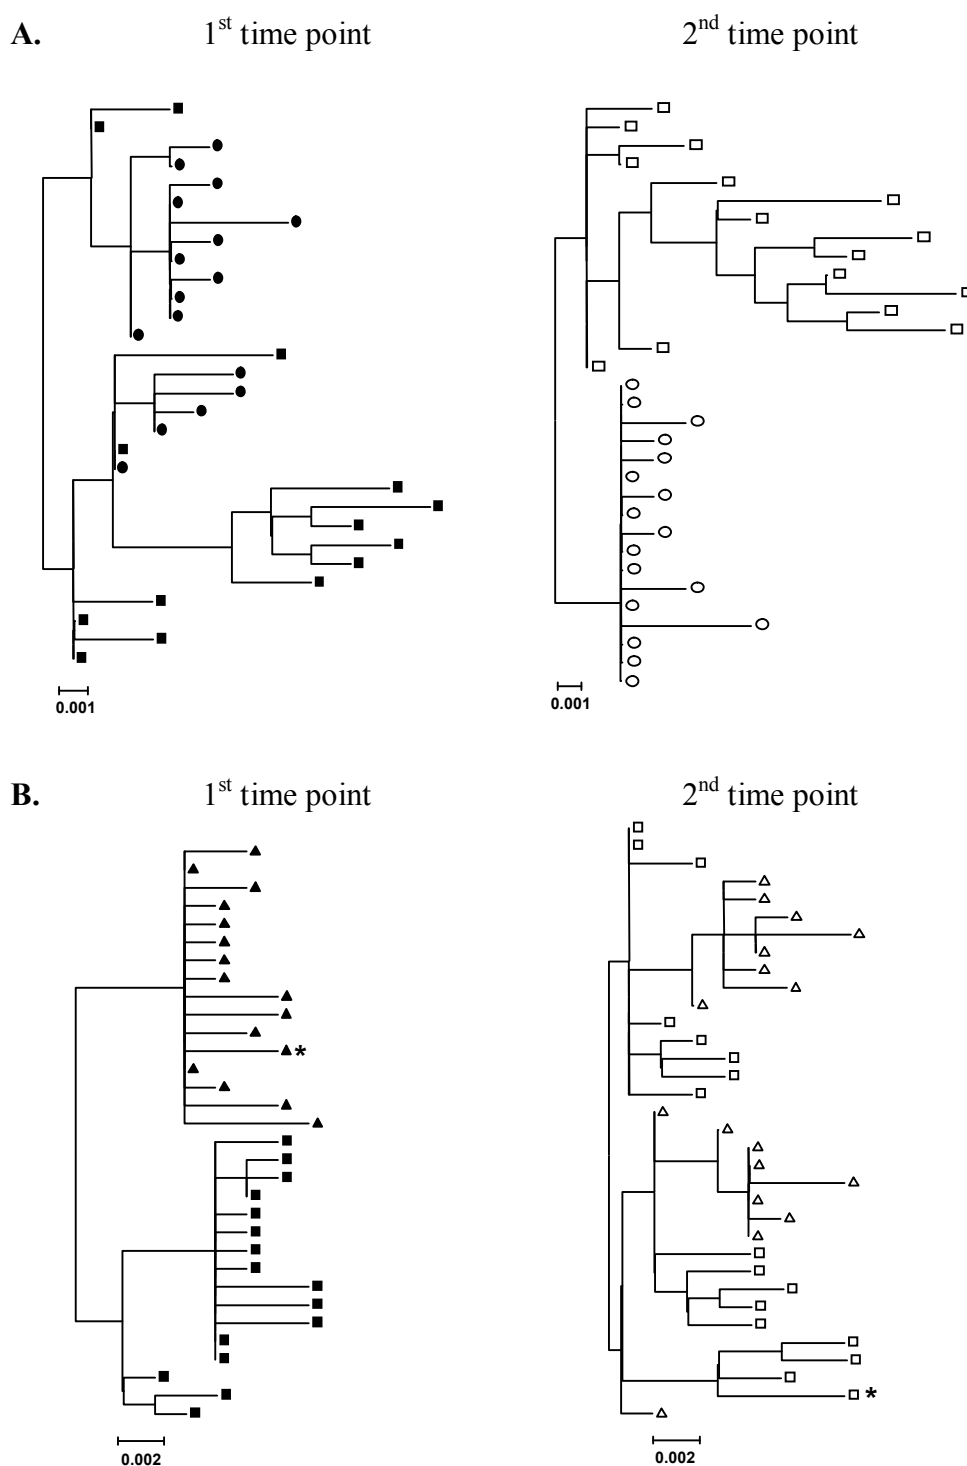 A. 1st time point 2nd time point
0.001 0.001
B. 1st time point 2nd time point
*
*
0.002 0.002